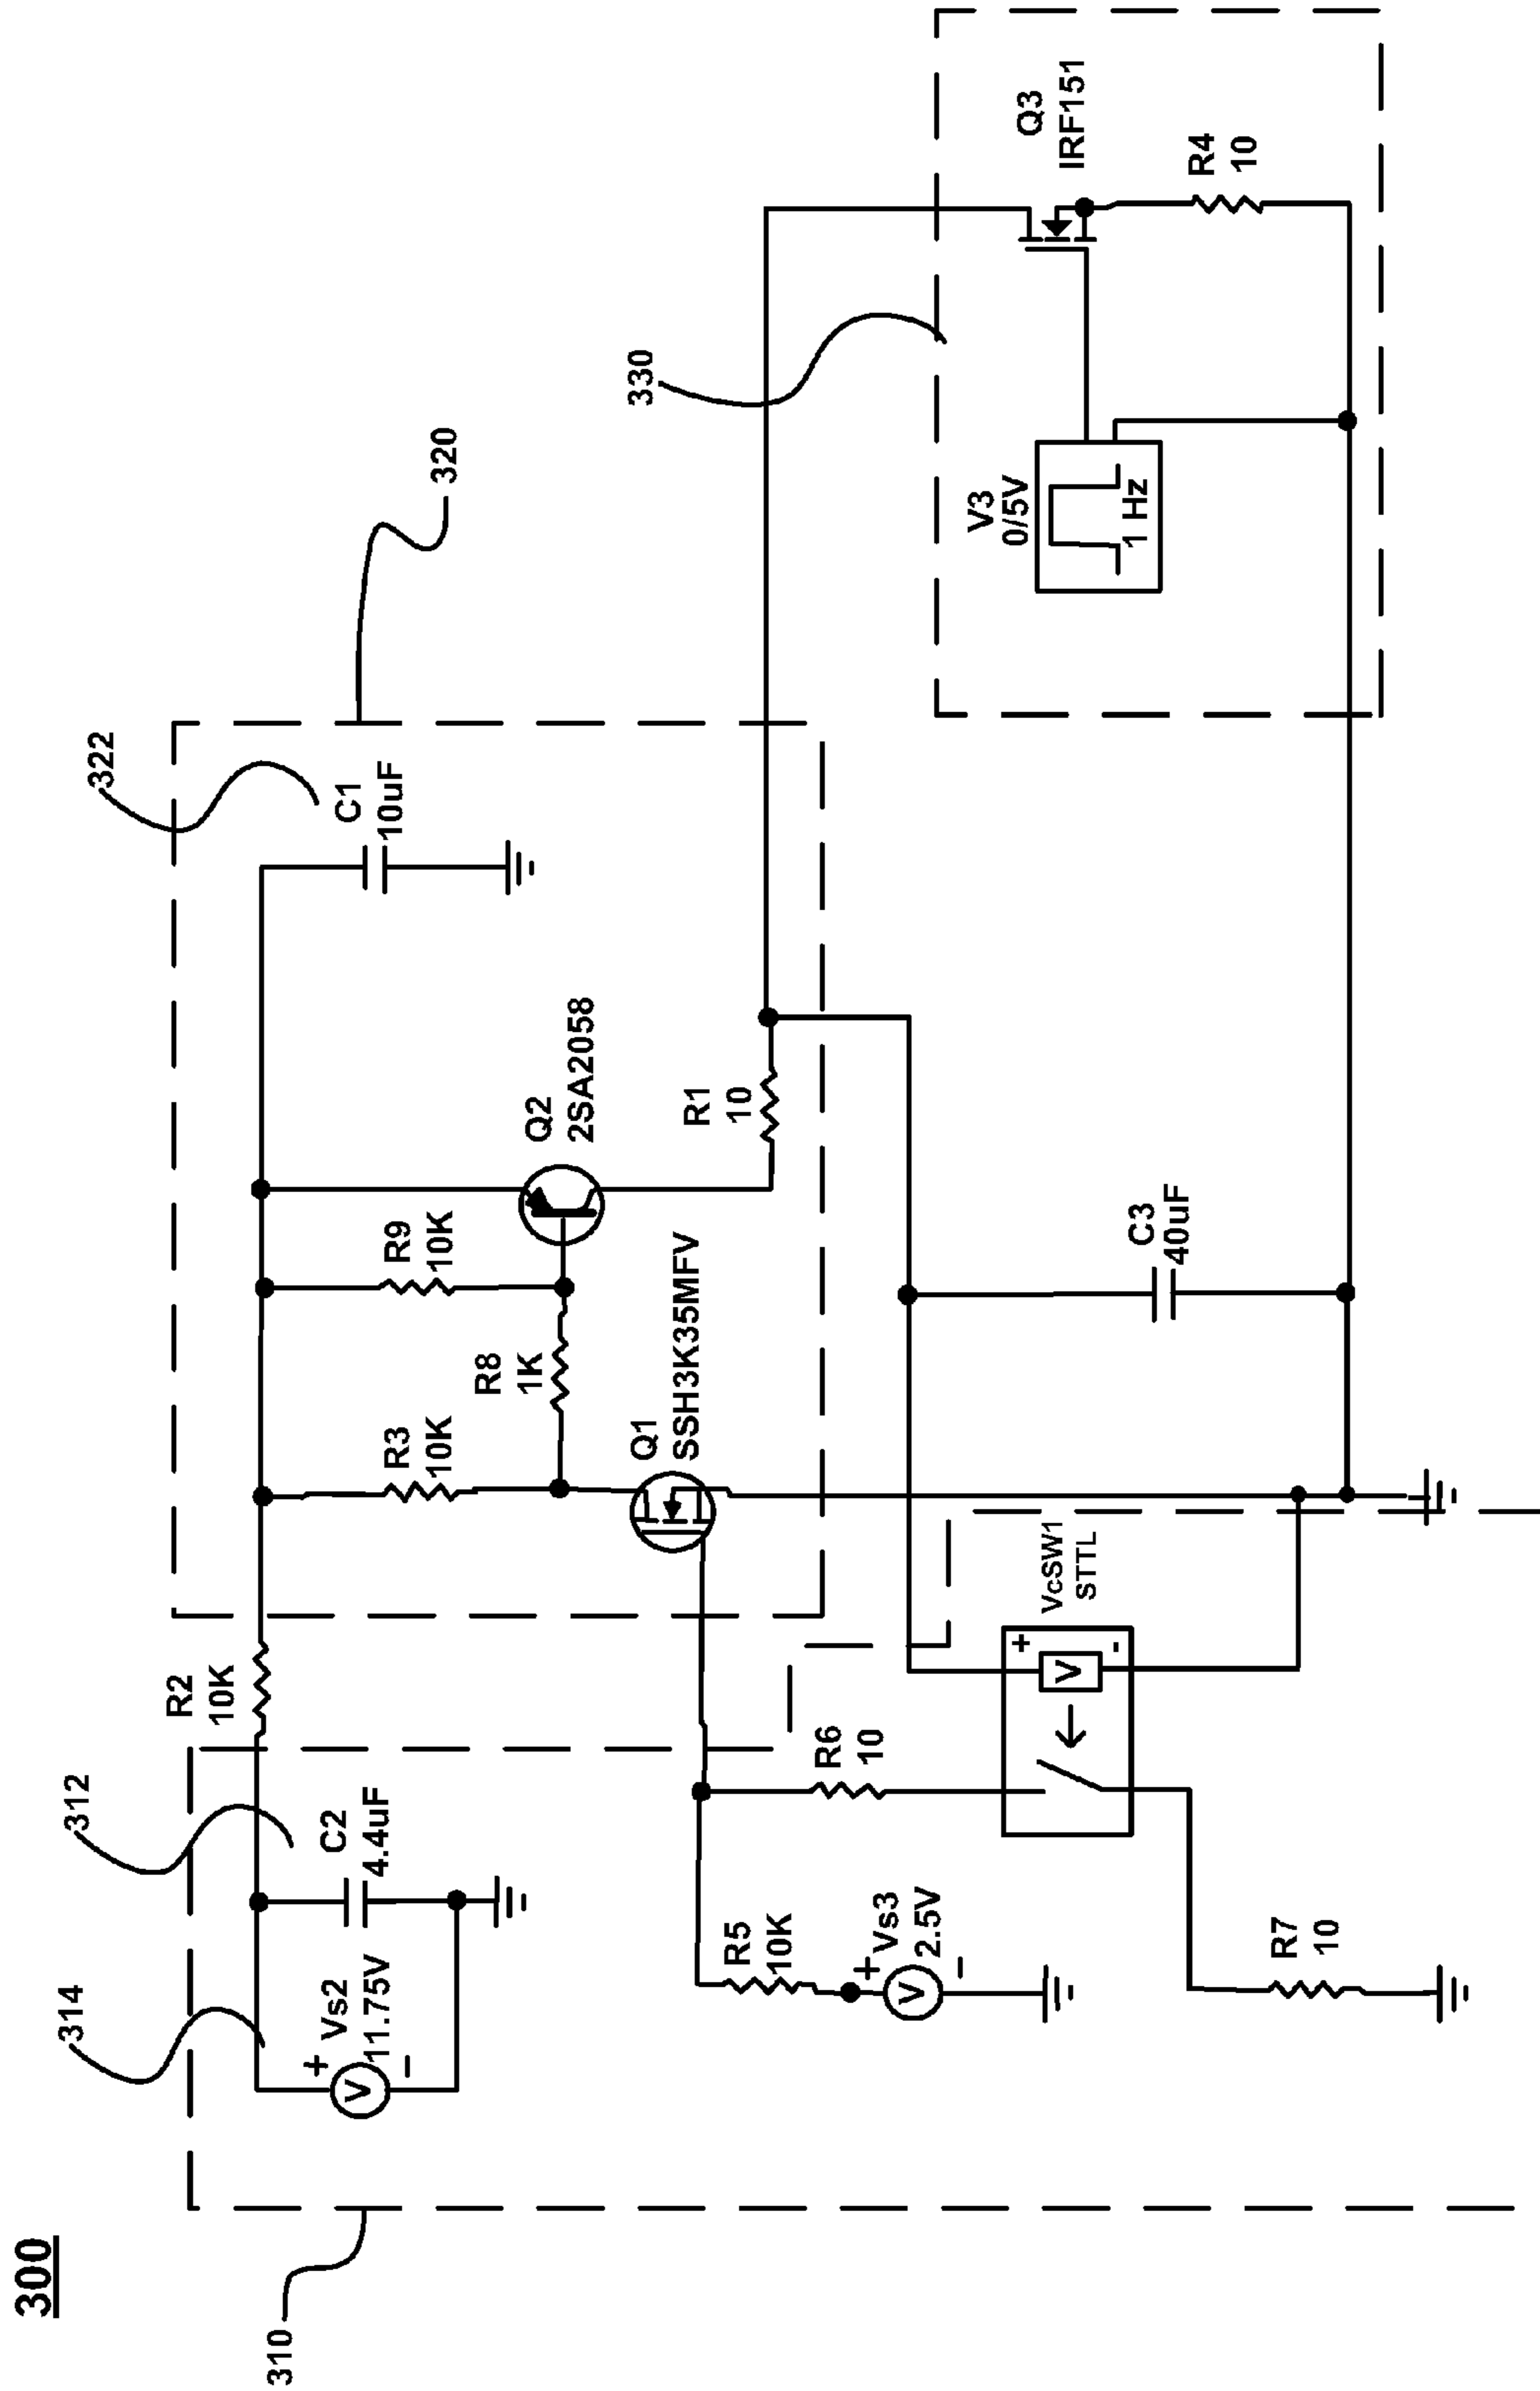 300
310
314
312
Vs2
11.75V
+
-
C2
4.4uF
R2
10K
320
322
R3
10K
R9
10K
C1
10uF
R8
1K
Q2
2SA2058
Q1
SSH3K35MFV
R1
10
R5
10K
+
Vs3
2.5V
-
R6
10
R7
10
VcSW1
STTL
+
V
-
V
V
C3
40uF
330
V3
0/5V
1 Hz
Q3
IRF151
R4
10